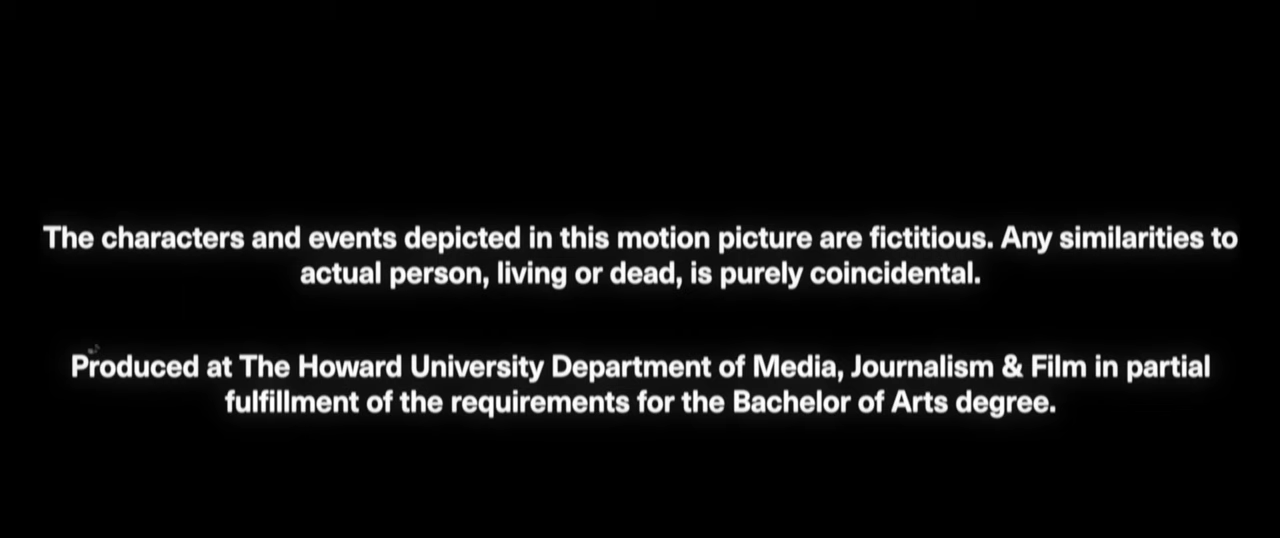 The characters and events depicted in this motion picture are fictitious. Any similarities to
actual person, living or dead, is purely coincidental.
Produced at The Howard University Department of Media, Journalism & Film in partial
fulfillment of the requirements for the Bachelor of Arts degree.